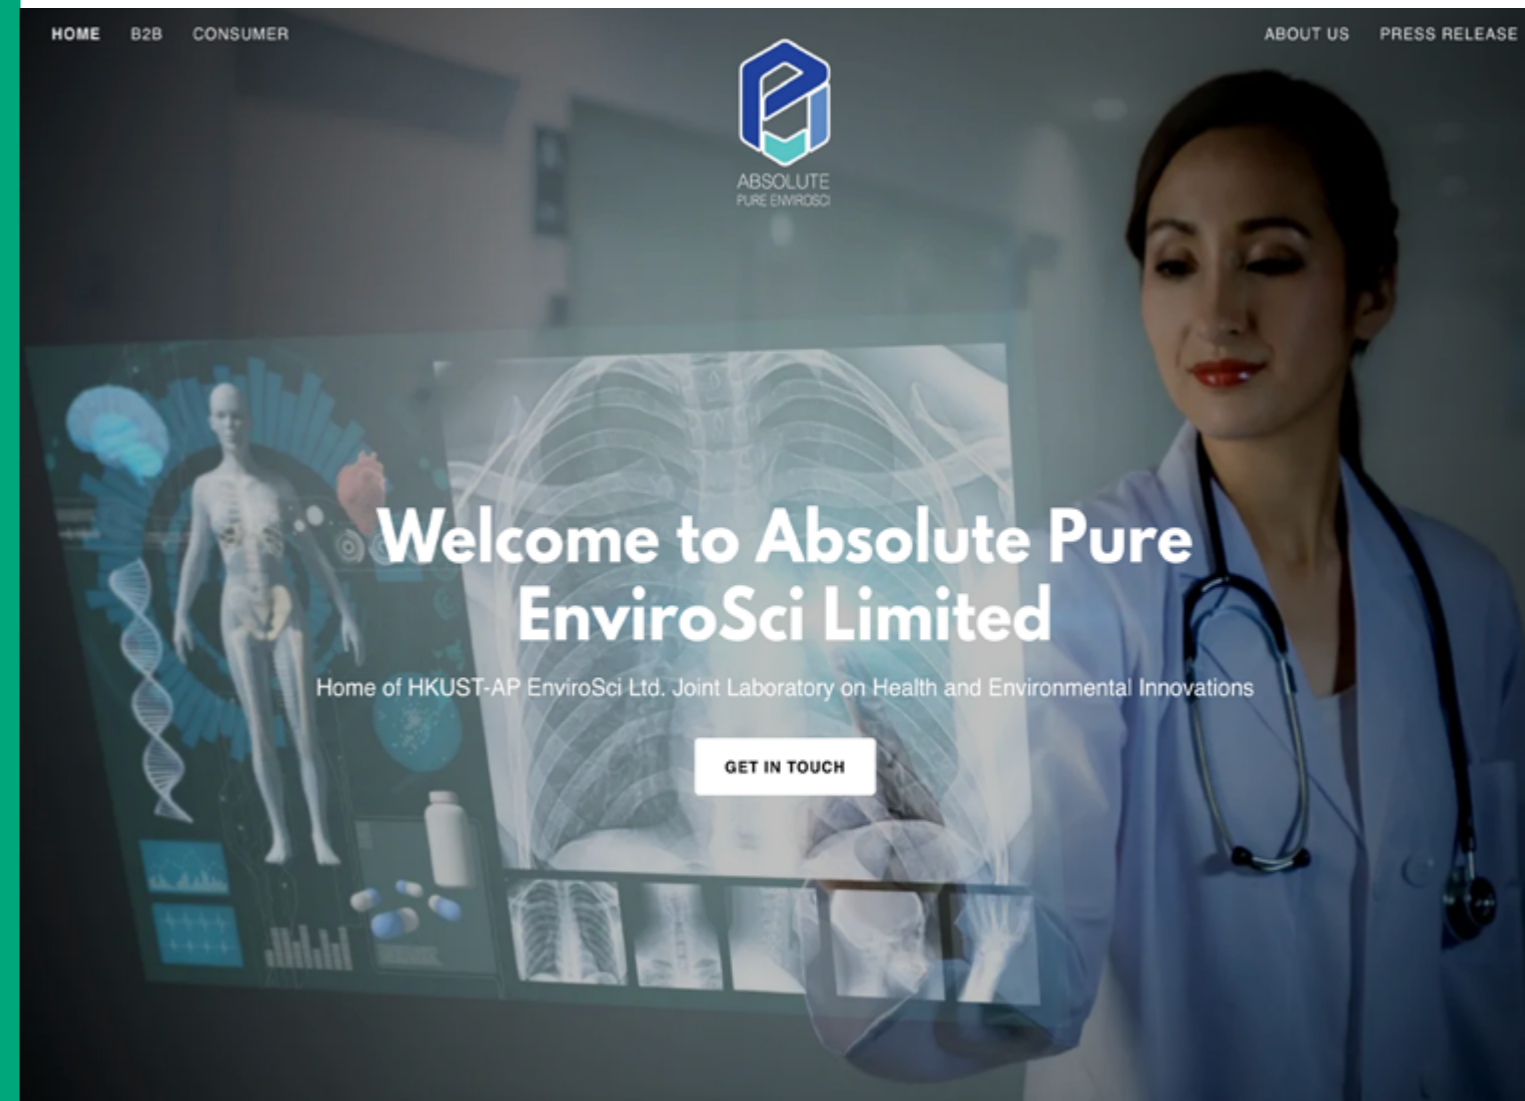 HOME B2B CONSUMER
ABOUT US PRESS RELEASE
ABSOLUTE
PURE ENVIROSCI
Welcome to Absolute Pure
EnviroSci Limited
Home of HKUST-AP EnviroSci Ltd. Joint Laboratory on Health and Environmental Innovations
GET IN TOUCH